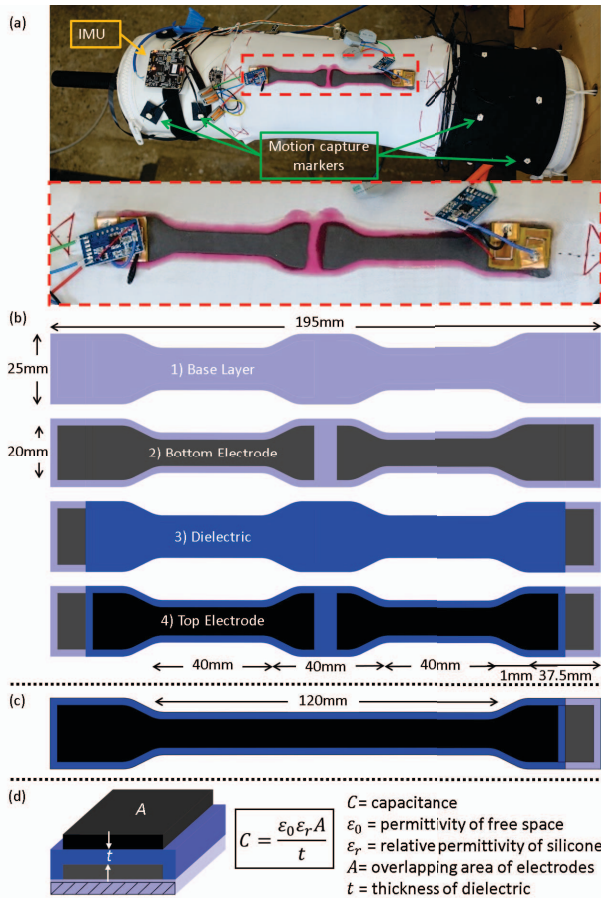 (a)
IMU
Motion capture
markers
(b)
195mm
25mm
1) Base Layer
20mm
2) Bottom Electrode
3) Dielectric
4) Top Electrode
40mm
40mm
40mm
1mm
37.5mm
(c)
120mm
(d)
A
t
C = ε₀εᵣA / t
C = capacitance
ε₀ = permittivity of free space
εᵣ = relative permittivity of silicone
A = overlapping area of electrodes
t = thickness of dielectric